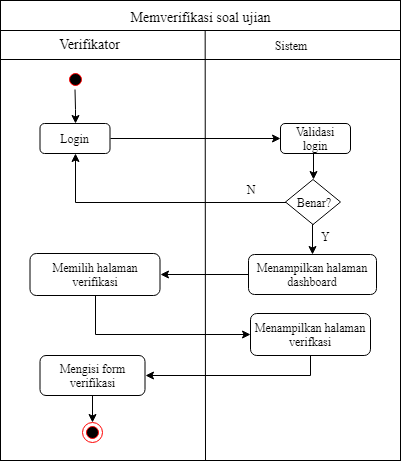 Memverifikasi soal ujian
Verifikator
Sistem
Login
Validasi
login
N
Benar?
Y
Memilih halaman
verifikasi
Menampilkan halaman
dashboard
Menampilkan halaman
verifkasi
Mengisi form
verifikasi